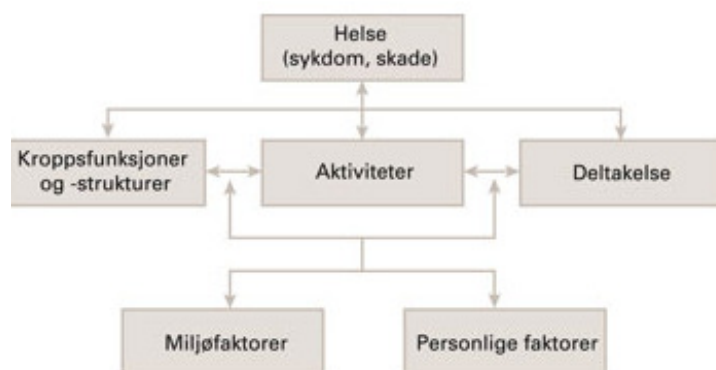 Helse
(sykdom, skade)
Kroppsfunksjoner
og -strukturer
Aktiviteter
Deltakelse
Miljøfaktorer
Personlige faktorer